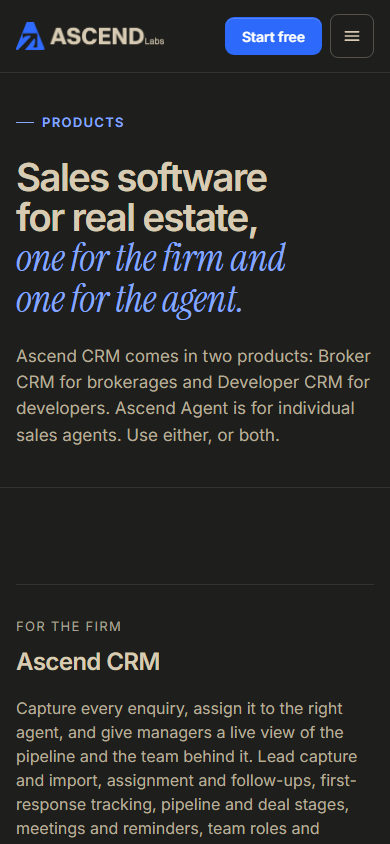 ASCEND Labs
Start free
PRODUCTS
Sales software
for real estate,
one for the firm and
one for the agent.
Ascend CRM comes in two products: Broker
CRM for brokerages and Developer CRM for
developers. Ascend Agent is for individual
sales agents. Use either, or both.
FOR THE FIRM
Ascend CRM
Capture every enquiry, assign it to the right
agent, and give managers a live view of the
pipeline and the team behind it. Lead capture
and import, assignment and follow-ups, first-
response tracking, pipeline and deal stages,
meetings and reminders, team roles and